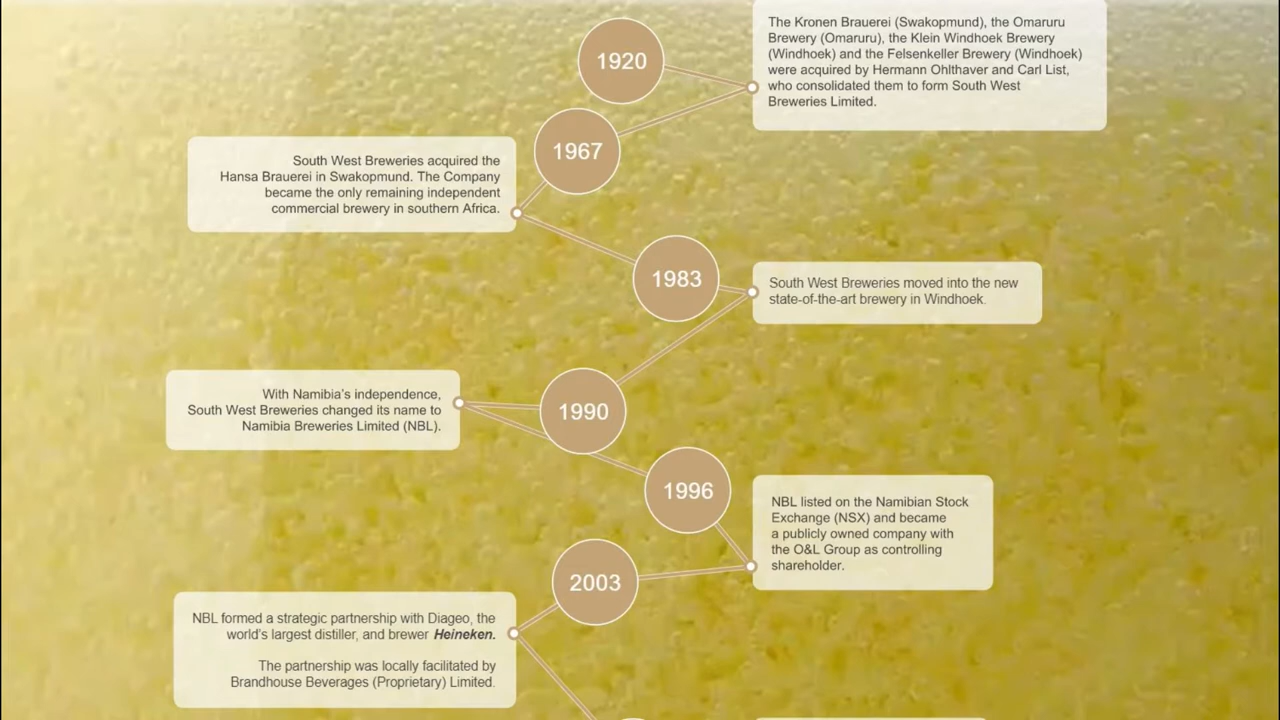 1920
The Kronen Brauerei (Swakopmund), the Omaruru
Brewery (Omaruru), the Klein Windhoek Brewery
(Windhoek) and the Felsenkeller Brewery (Windhoek)
were acquired by Hermann Ohlthaver and Carl List,
who consolidated them to form South West
Breweries Limited.
1967
South West Breweries acquired the
Hansa Brauerei in Swakopmund. The Company
became the only remaining independent
commercial brewery in southern Africa.
1983
South West Breweries moved into the new
state-of-the-art brewery in Windhoek.
1990
With Namibia’s independence,
South West Breweries changed its name to
Namibia Breweries Limited (NBL).
1996
NBL listed on the Namibian Stock
Exchange (NSX) and became
a publicly owned company with
the O&L Group as controlling
shareholder.
2003
NBL formed a strategic partnership with Diageo, the
world’s largest distiller, and brewer Heineken.
The partnership was locally facilitated by
Brandhouse Beverages (Proprietary) Limited.